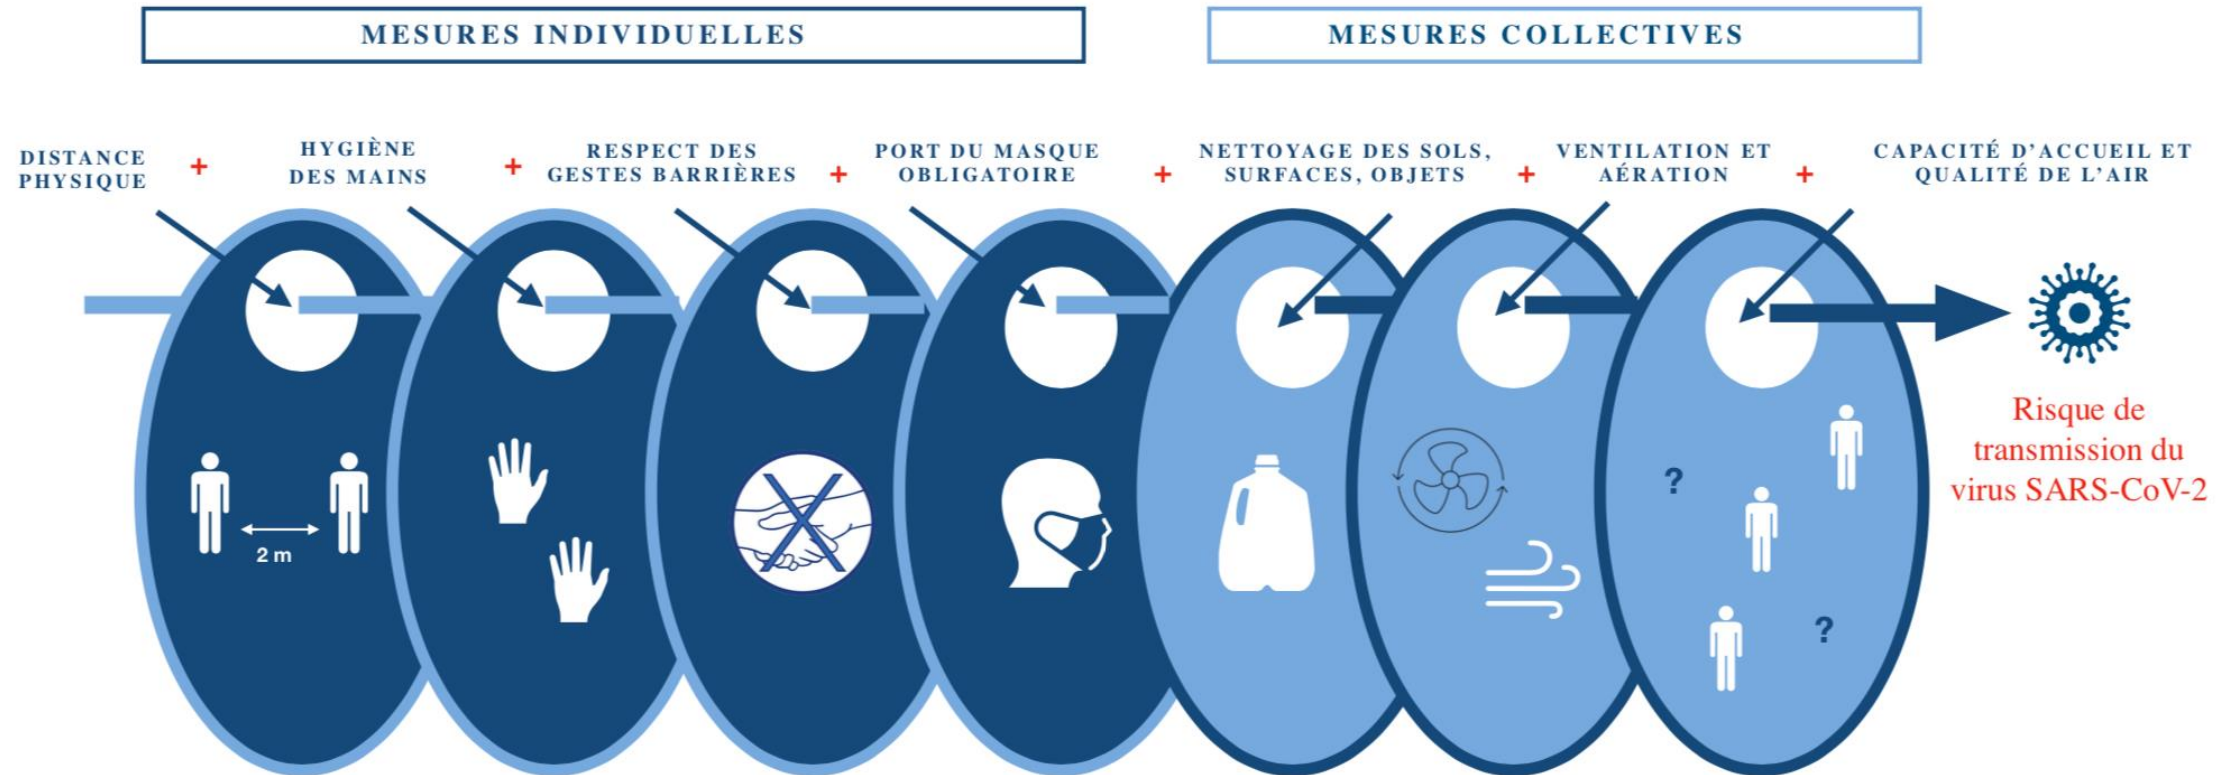 MESURES INDIVIDUELLES
MESURES COLLECTIVES
DISTANCE
PHYSIQUE
+
HYGIÈNE
DES MAINS
+
RESPECT DES
GESTES BARRIÈRES
+
PORT DU MASQUE
OBLIGATOIRE
+
NETTOYAGE DES SOLS,
SURFACES, OBJETS
+
VENTILATION ET
AÉRATION
+
CAPACITÉ D'ACCUEIL ET
QUALITÉ DE L'AIR
2 m
?
?
Risque de
transmission du
virus SARS-CoV-2